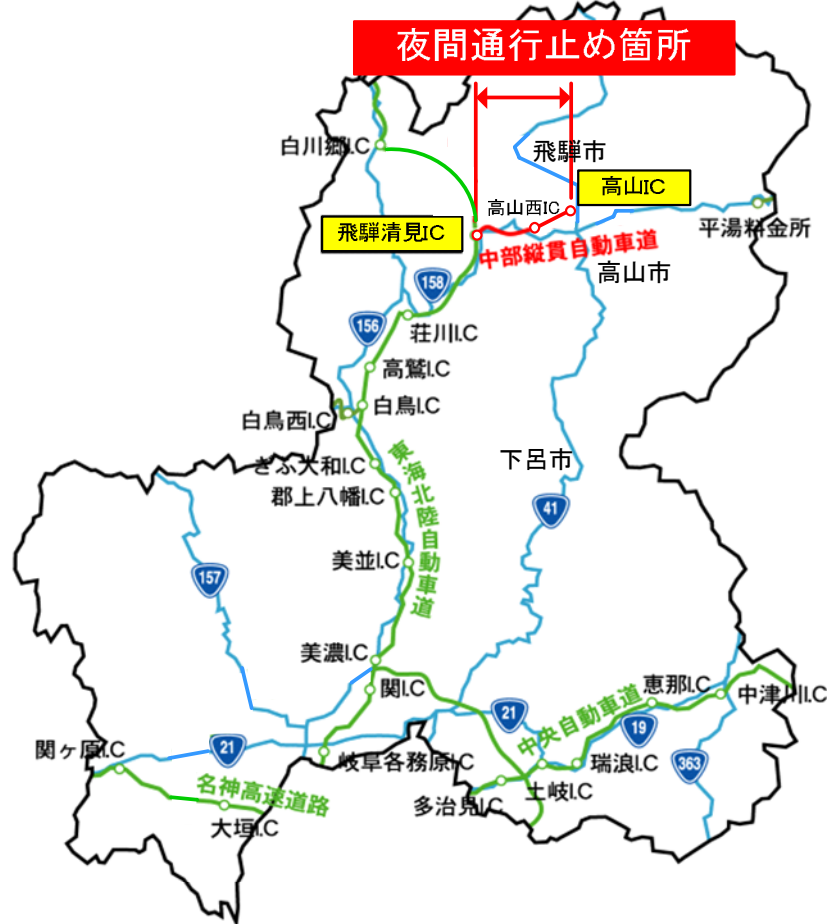 夜間通行止め箇所
白川郷I.C
飛騨市
高山IC
高山西IC
平湯料金所
飛騨清見IC
中部縦貫自動車道
高山市
158
156
荘川I.C
高鷲I.C
白鳥I.C
白鳥西I.C
東海北陸自動車道
ぎふ大和I.C
下呂市
郡上八幡I.C
41
美並I.C
157
美濃I.C
関I.C
恵那I.C
中津川I.C
中央自動車道
21
19
21
関ヶ原I.C
岐阜各務原I.C
瑞浪I.C
363
名神高速道路
多治見I.C
土岐I.C
大垣I.C